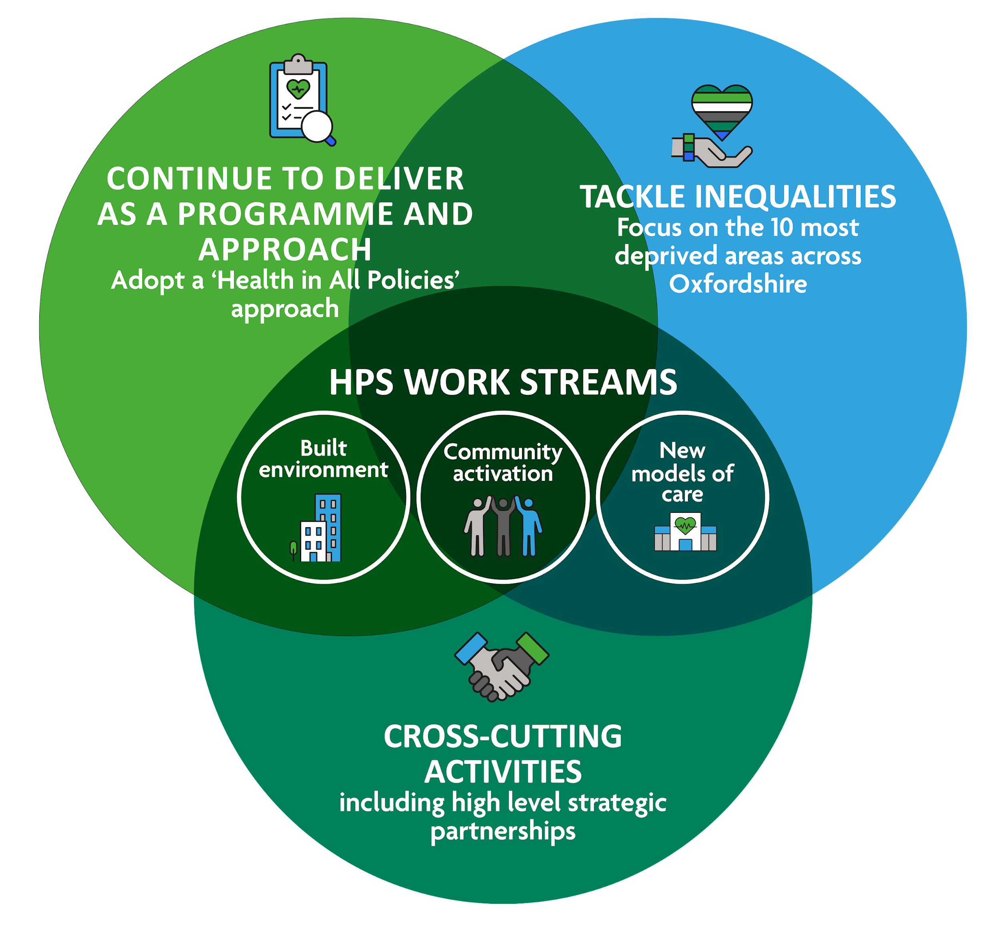 CONTINUE TO DELIVER
AS A PROGRAMME AND
APPROACH
Adopt a ‘Health in All Policies’
approach
TACKLE INEQUALITIES
Focus on the 10 most
deprived areas across
Oxfordshire
HPS WORK STREAMS
Built
environment
Community
activation
New
models of
care
CROSS-CUTTING
ACTIVITIES
including high level strategic
partnerships